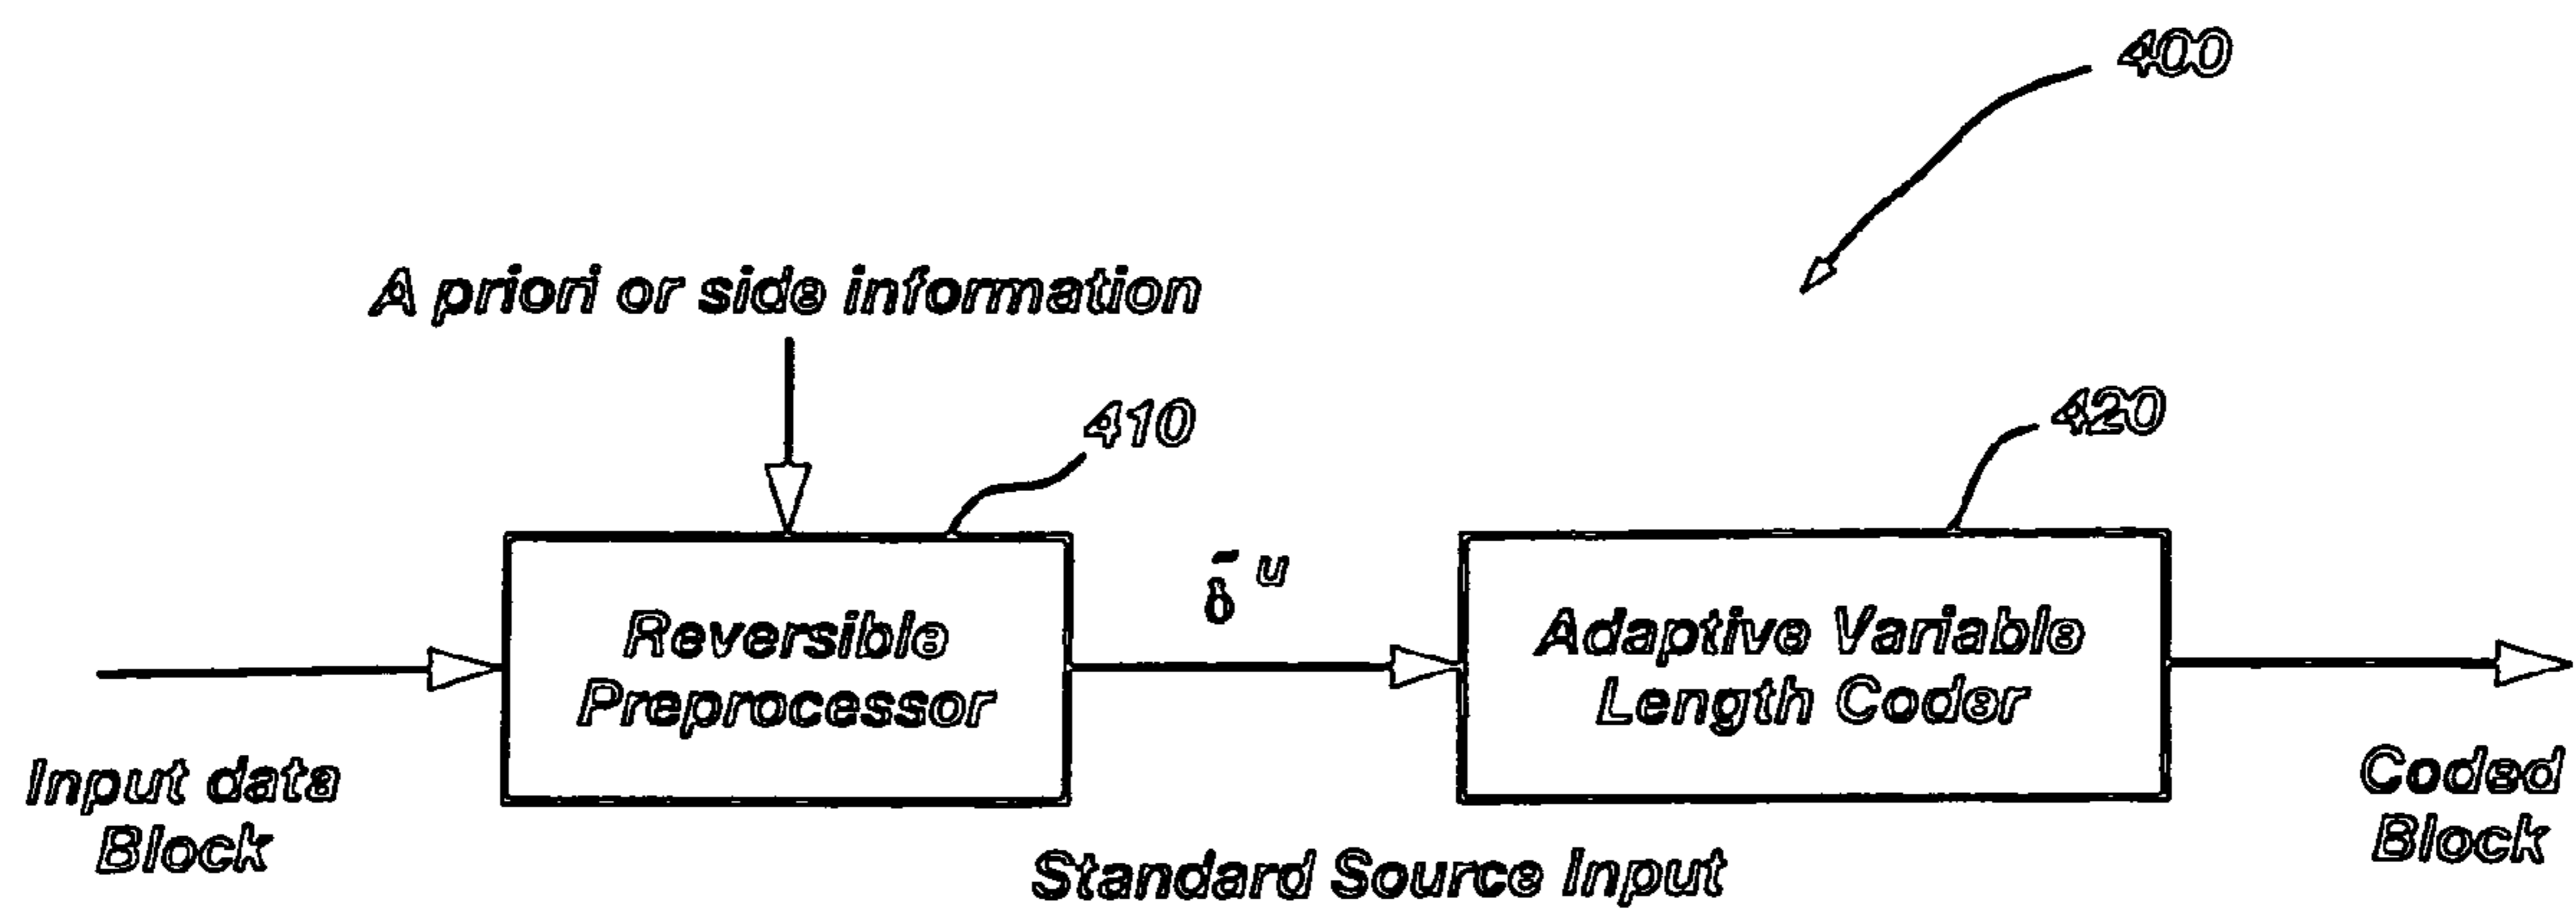 400
A priori or side information
410
420
δ̄ u
Reversible
Preprocessor
Adaptive Variable
Length Coder
Input data
Block
Standard Source Input
Coded
Block